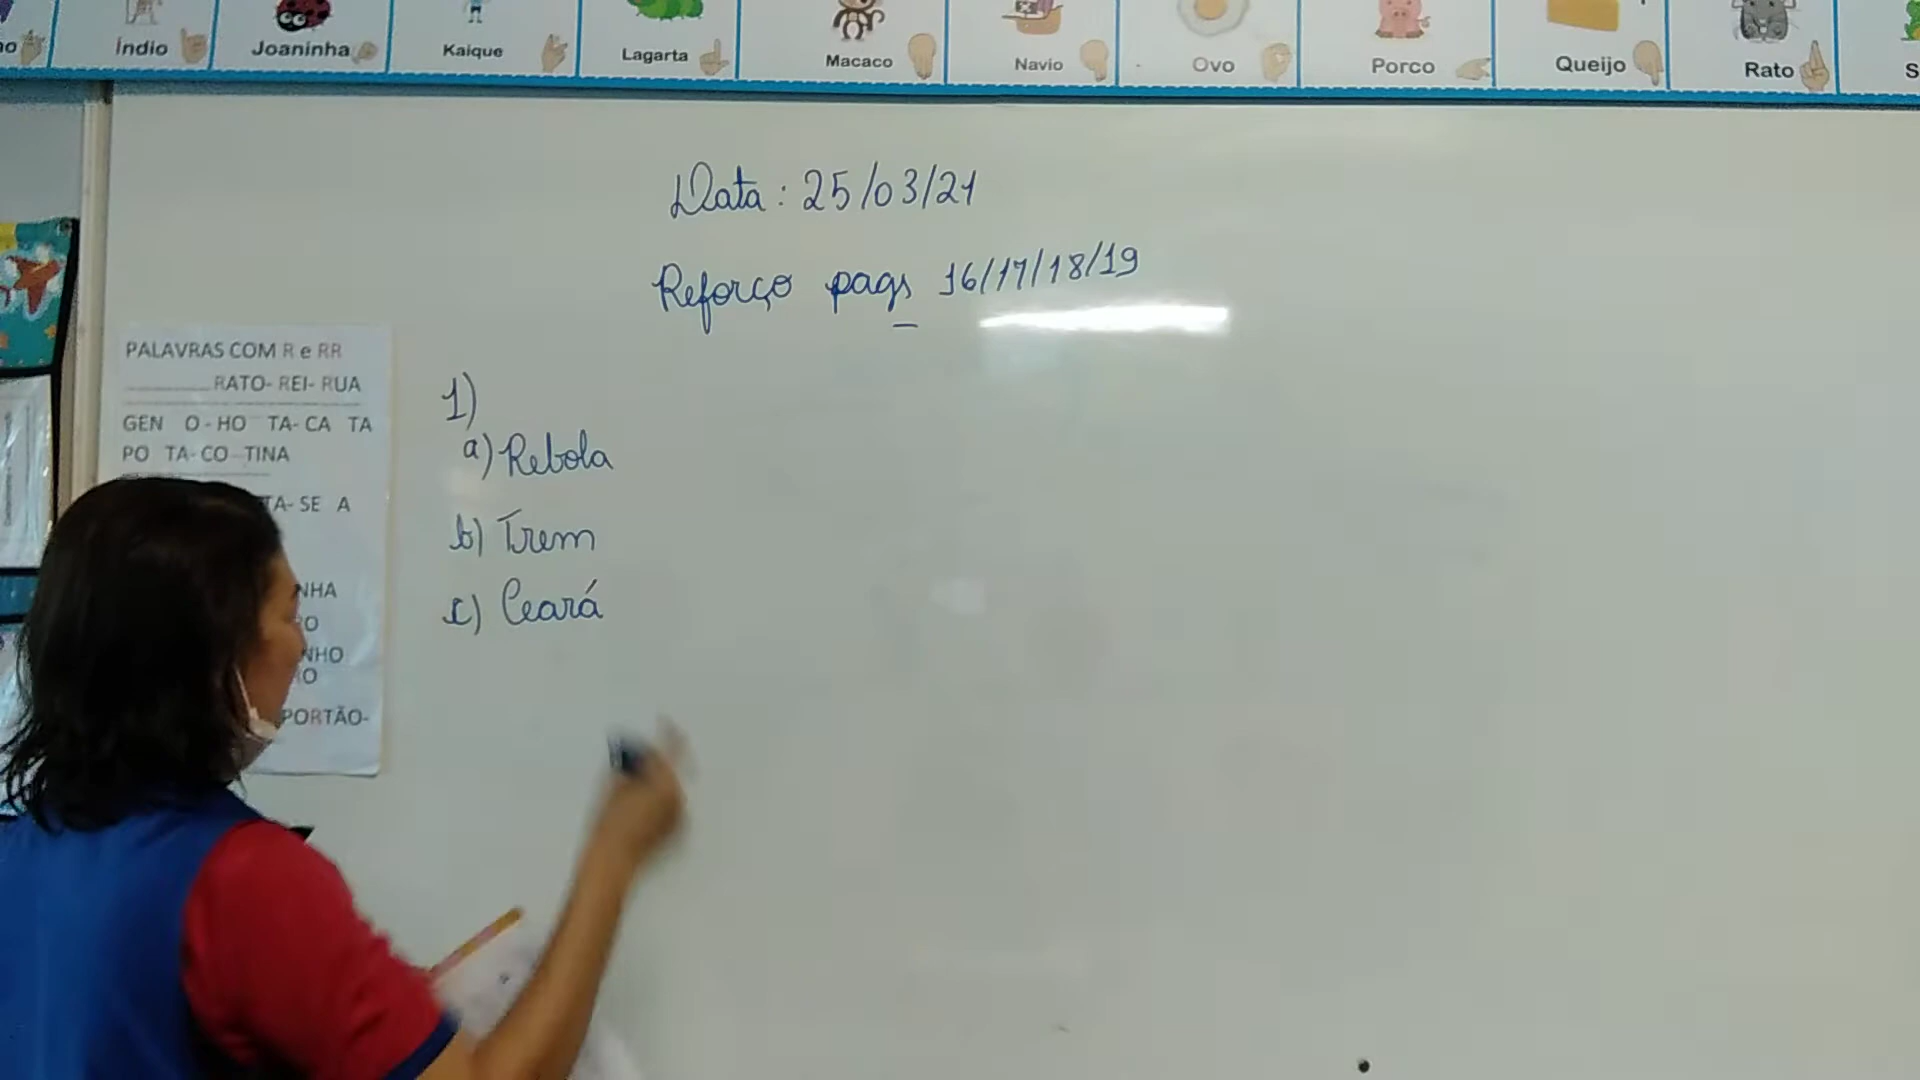 Índio Joaninha Kaique Lagarta Macaco Navio Ovo Porco Queijo Rato S
Data: 25/03/21
Reforço pags 16/17/18/19
PALAVRAS COM R e RR
RATO- REI- RUA
GEN O-HO TA-CA TA
PO TA-CO TINA
TA-SE A
NHA
RO
NHO
PORTÃO-
1)
a) Rebola
b) Trem
c) Ceará